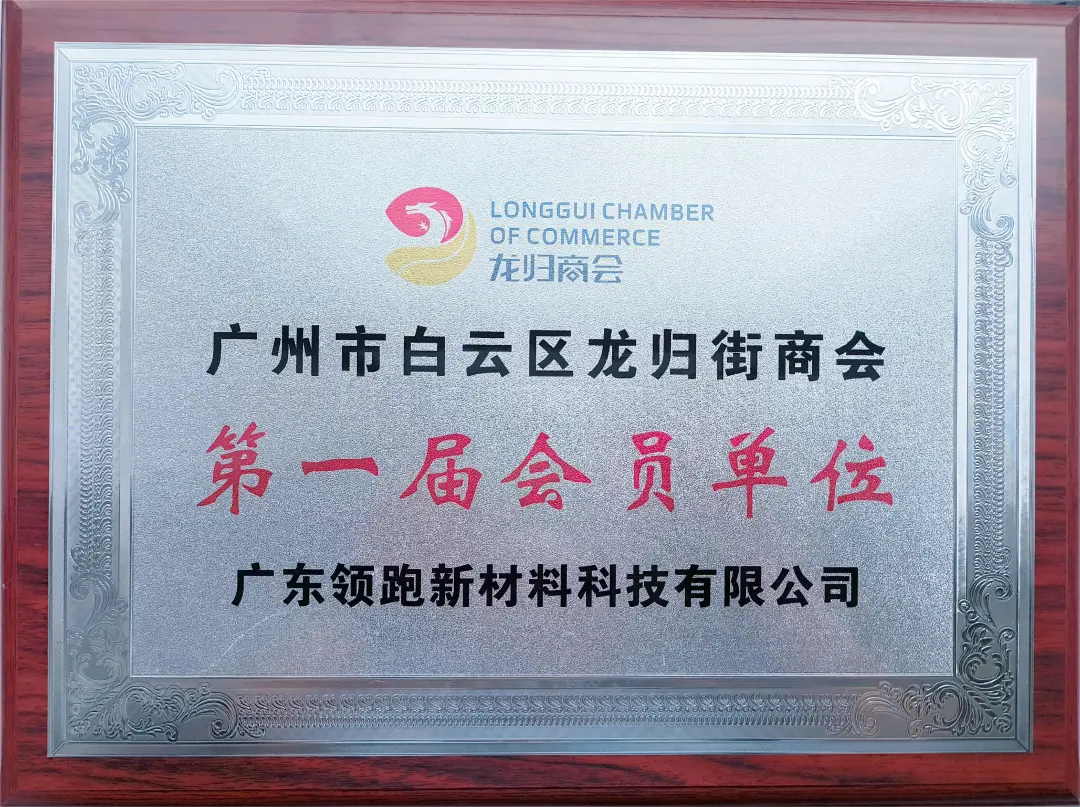 LONGGUI CHAMBER
OF COMMERCE
龙归商会
广州市白云区龙归街商会
第一届会员单位
广东领跑新材料科技有限公司